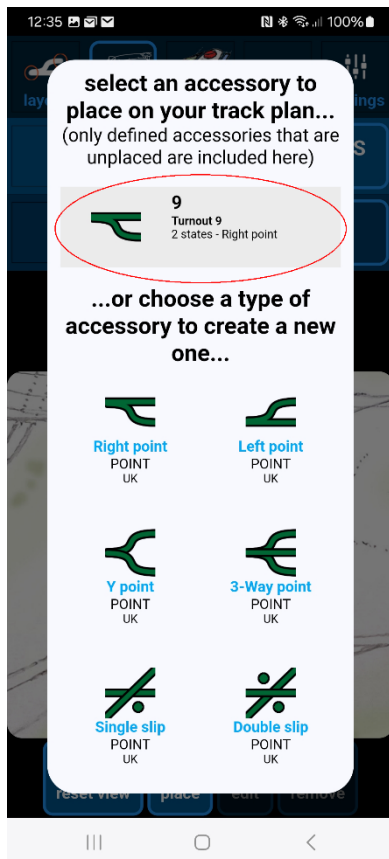 12:35
100%
laye
ings
S
select an accessory to
place on your track plan...
(only defined accessories that are
unplaced are included here)
9
Turnout 9
2 states - Right point
...or choose a type of
accessory to create a new
one...
Right point
POINT
UK
Left point
POINT
UK
Y point
POINT
UK
3-Way point
POINT
UK
Single slip
POINT
UK
Double slip
POINT
UK
reset view
place
edit
remove